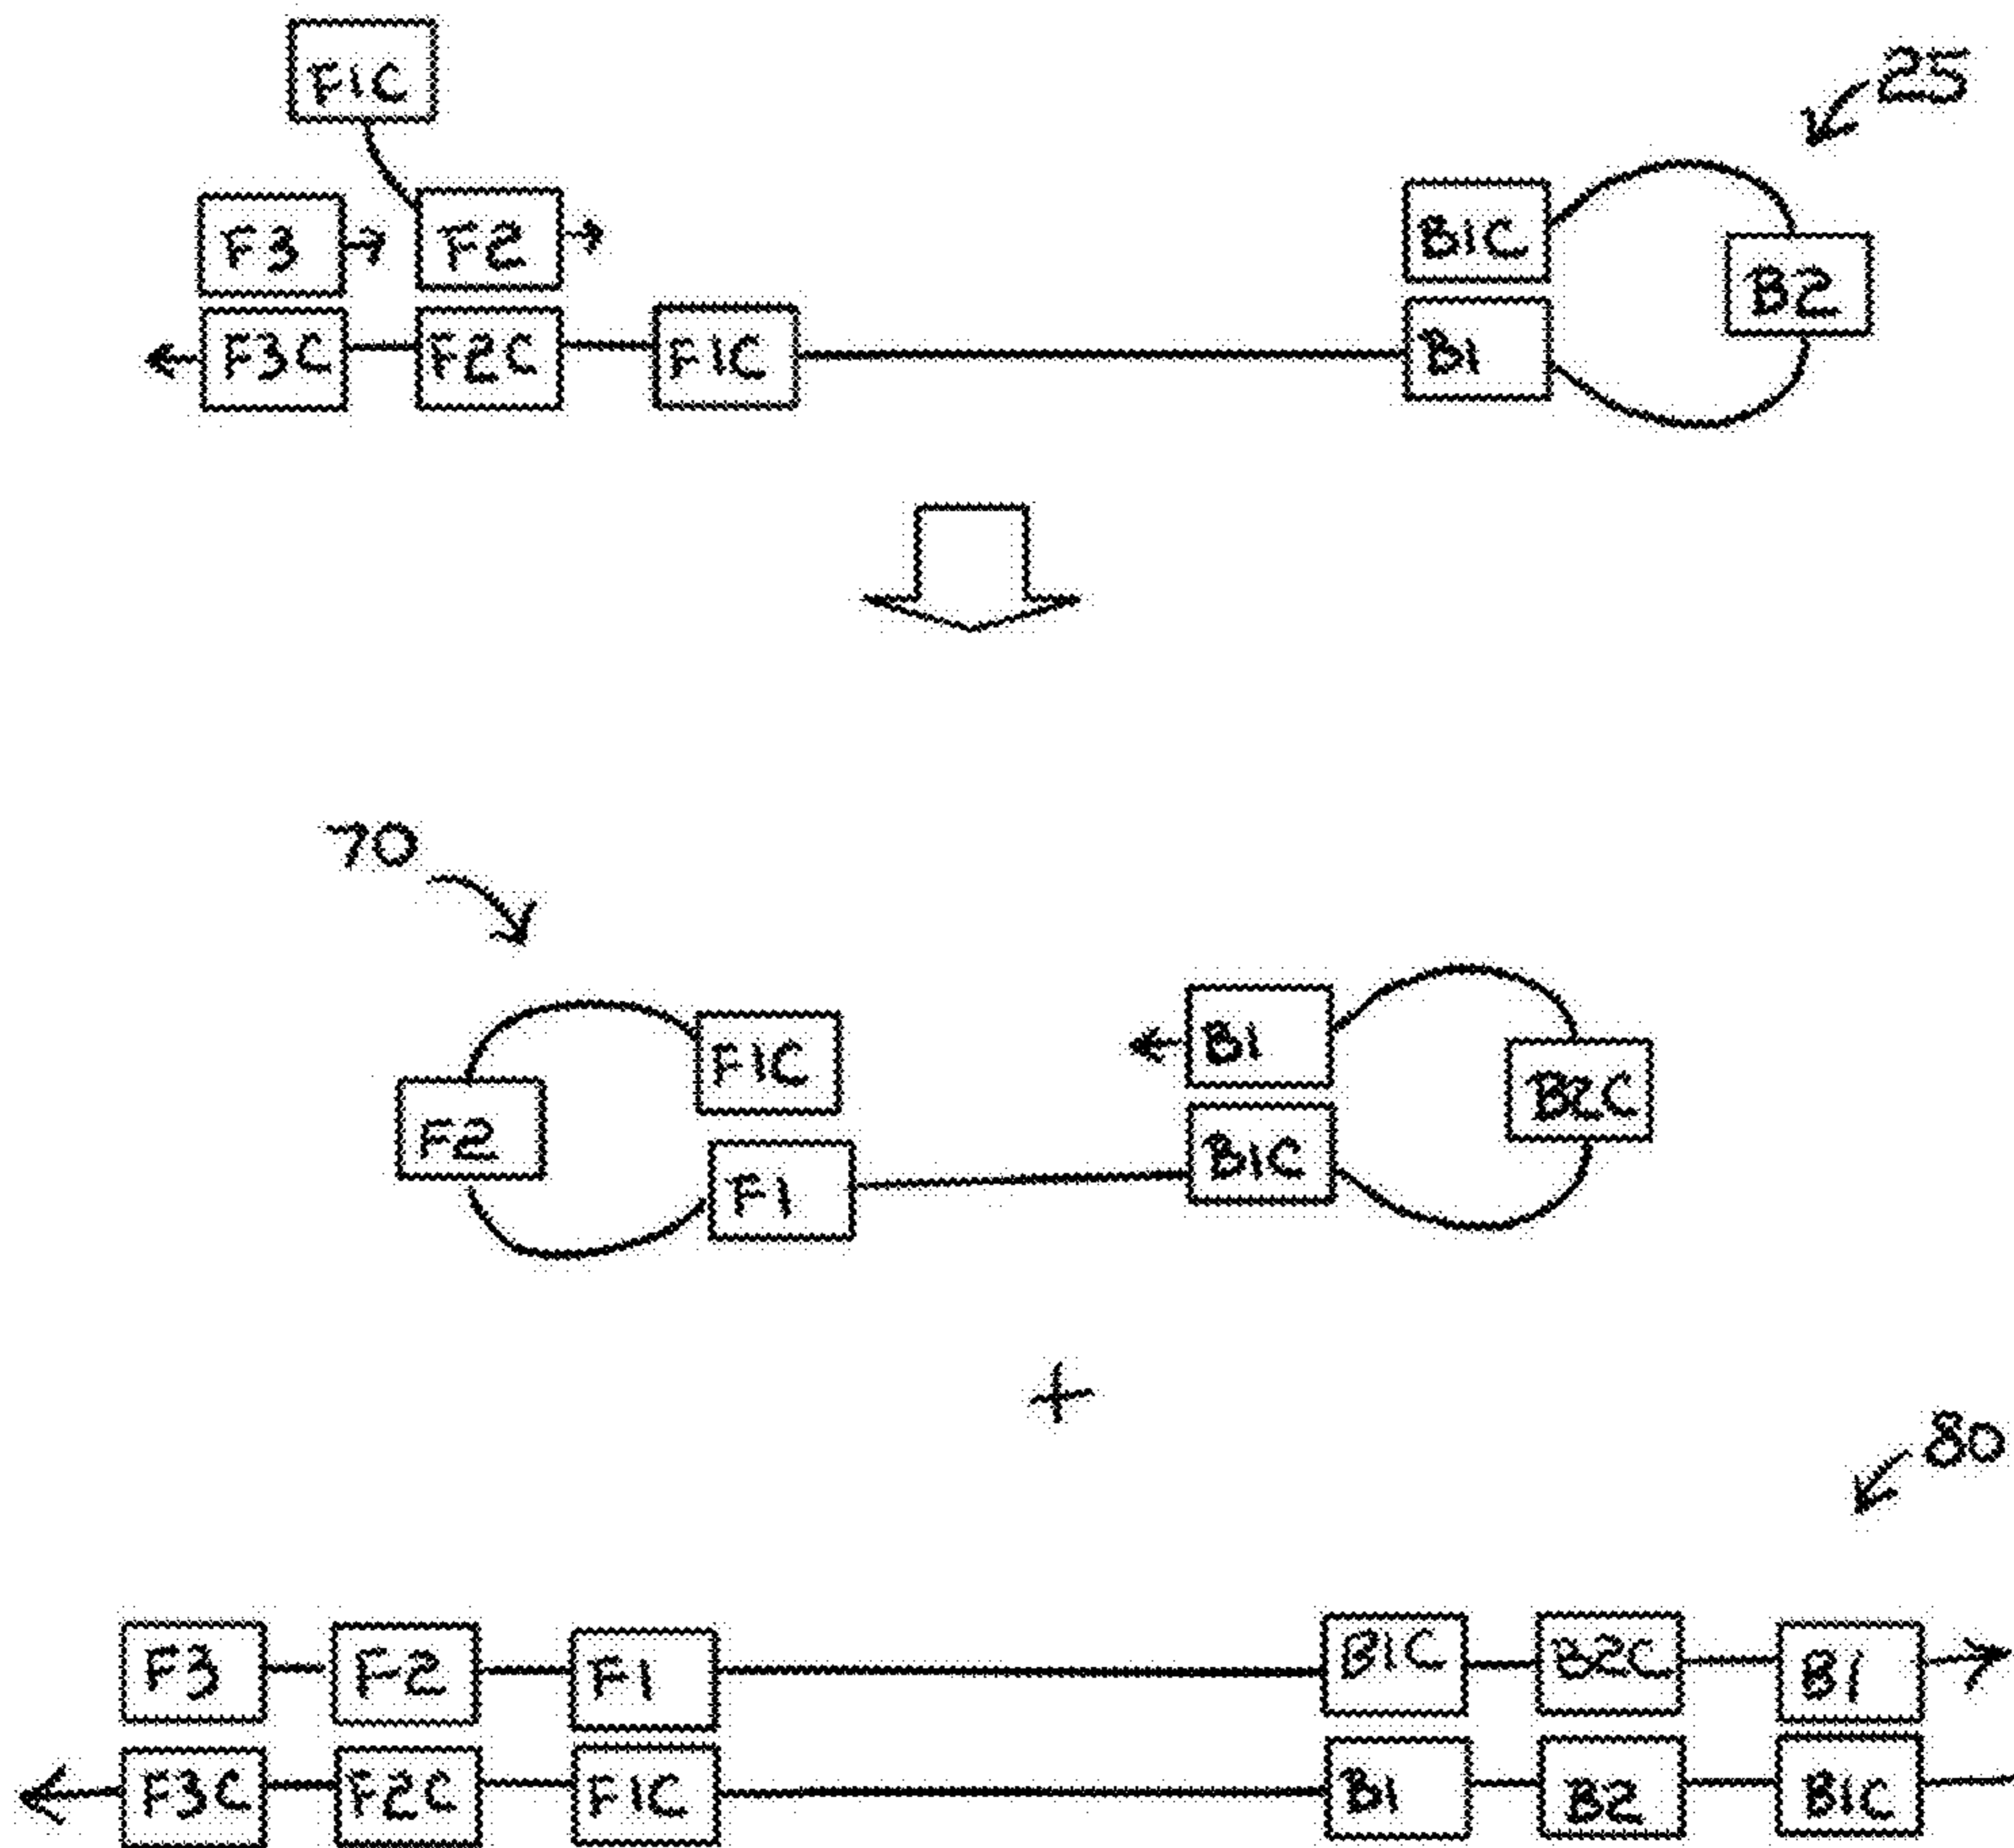 F1C
25
F3 F2 B1C B2
F3C F2C F1C B1
70
F1C B1
F2 B2C
F1 B1C
+
80
F3 F2 F1 B1C B2C B1
F3C F2C F1C B1 B2 B1C